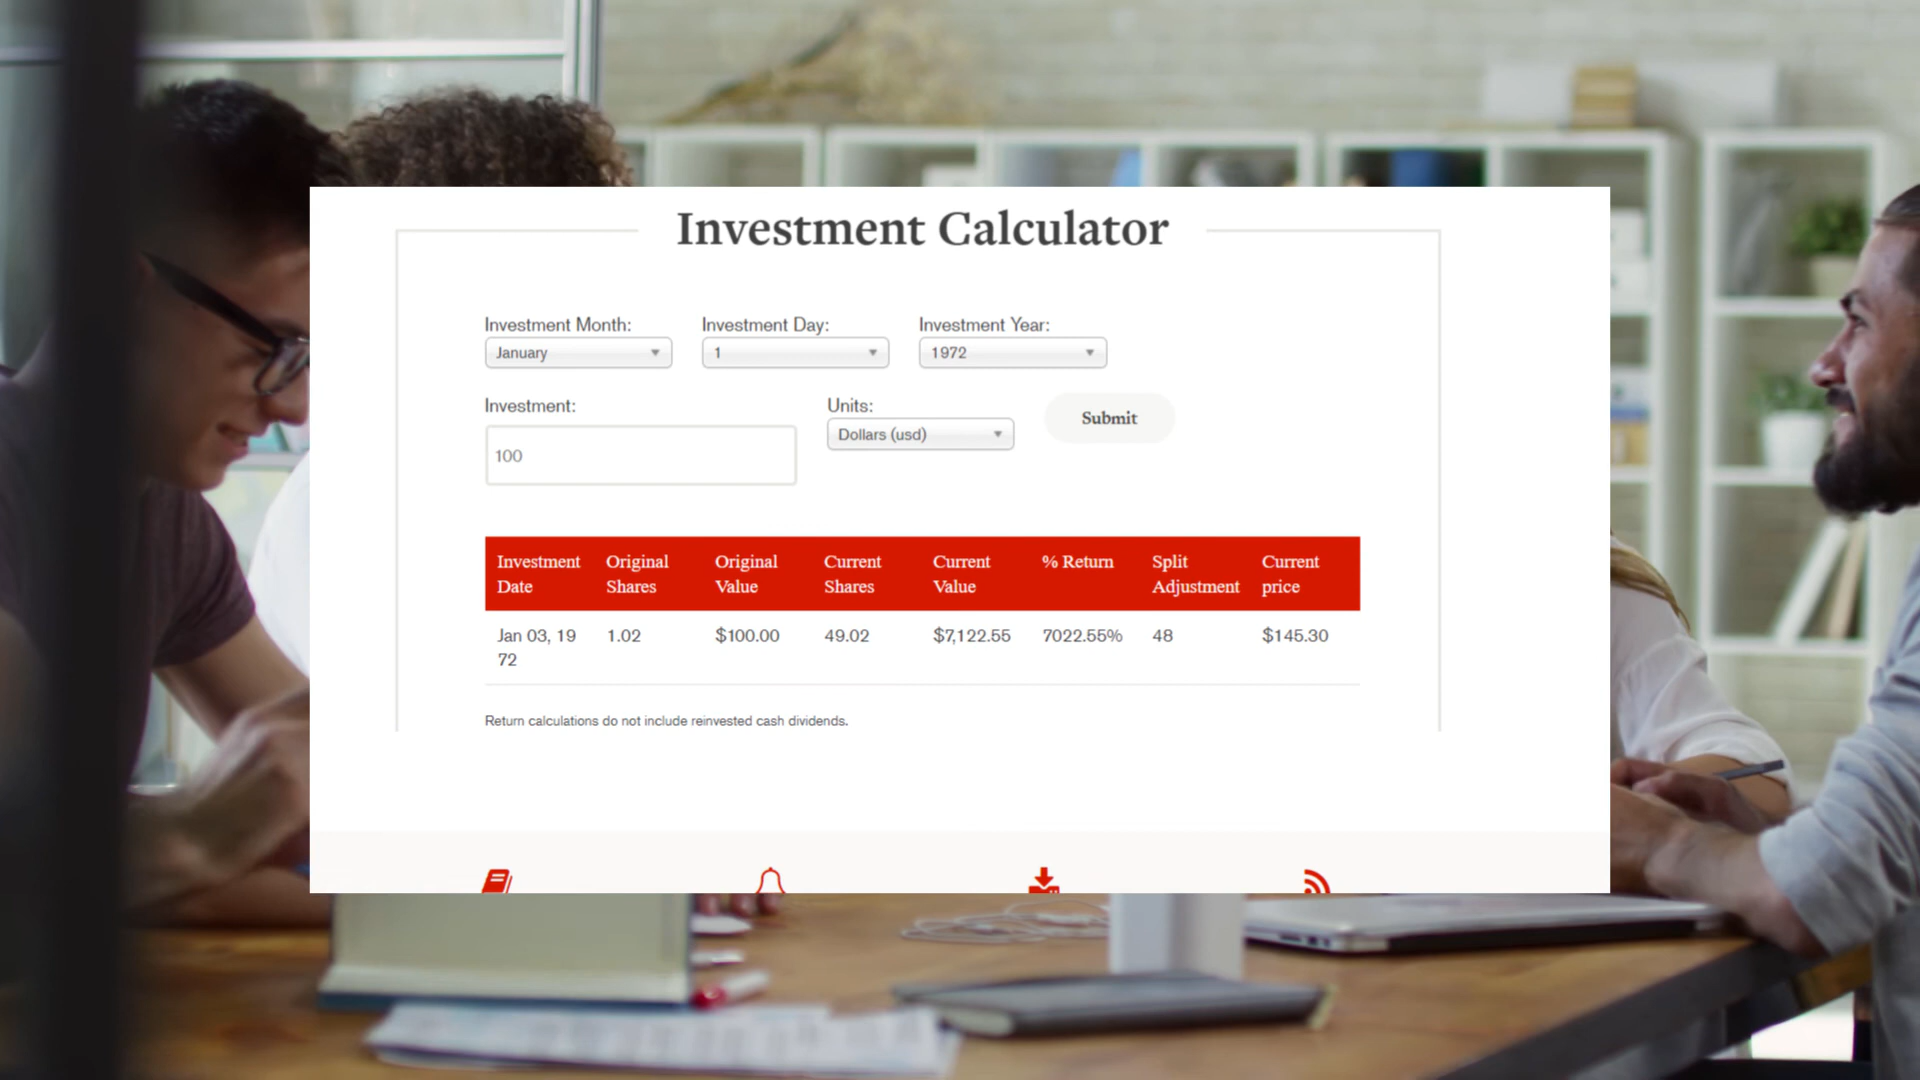 Investment Calculator
Investment Month: Investment Day: Investment Year:
January 1 1972
Investment: Units:
Dollars (usd) Submit
100
Investment Date Original Shares Original Value Current Shares Current Value % Return Split Adjustment Current price
Jan 03, 19
72 1.02 $100.00 49.02 $7,122.55 7022.55% 48 $145.30
Return calculations do not include reinvested cash dividends.